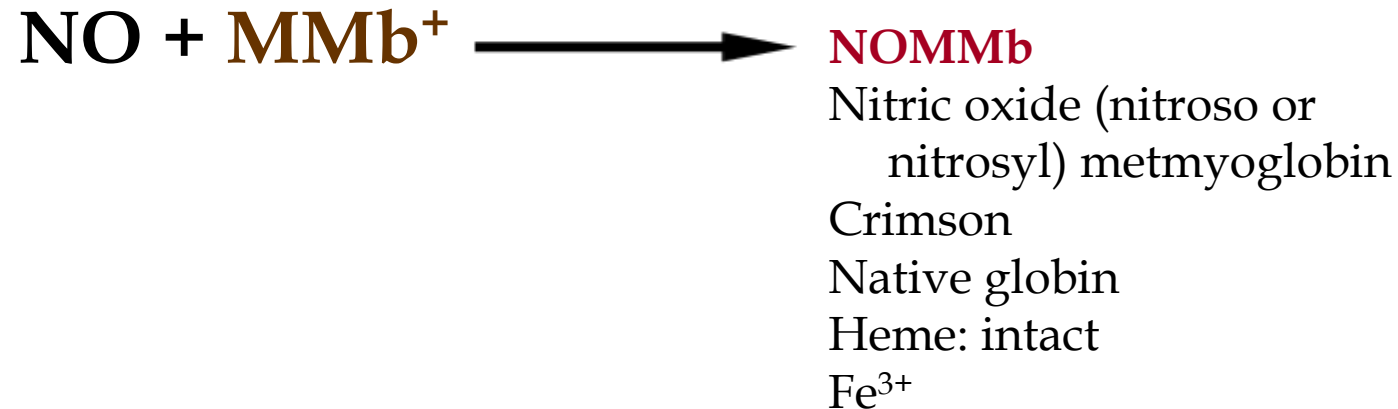 NO + MMb⁺ NOMMb
Nitric oxide (nitroso or
nitrosyl) metmyoglobin
Crimson
Native globin
Heme: intact
Fe³⁺